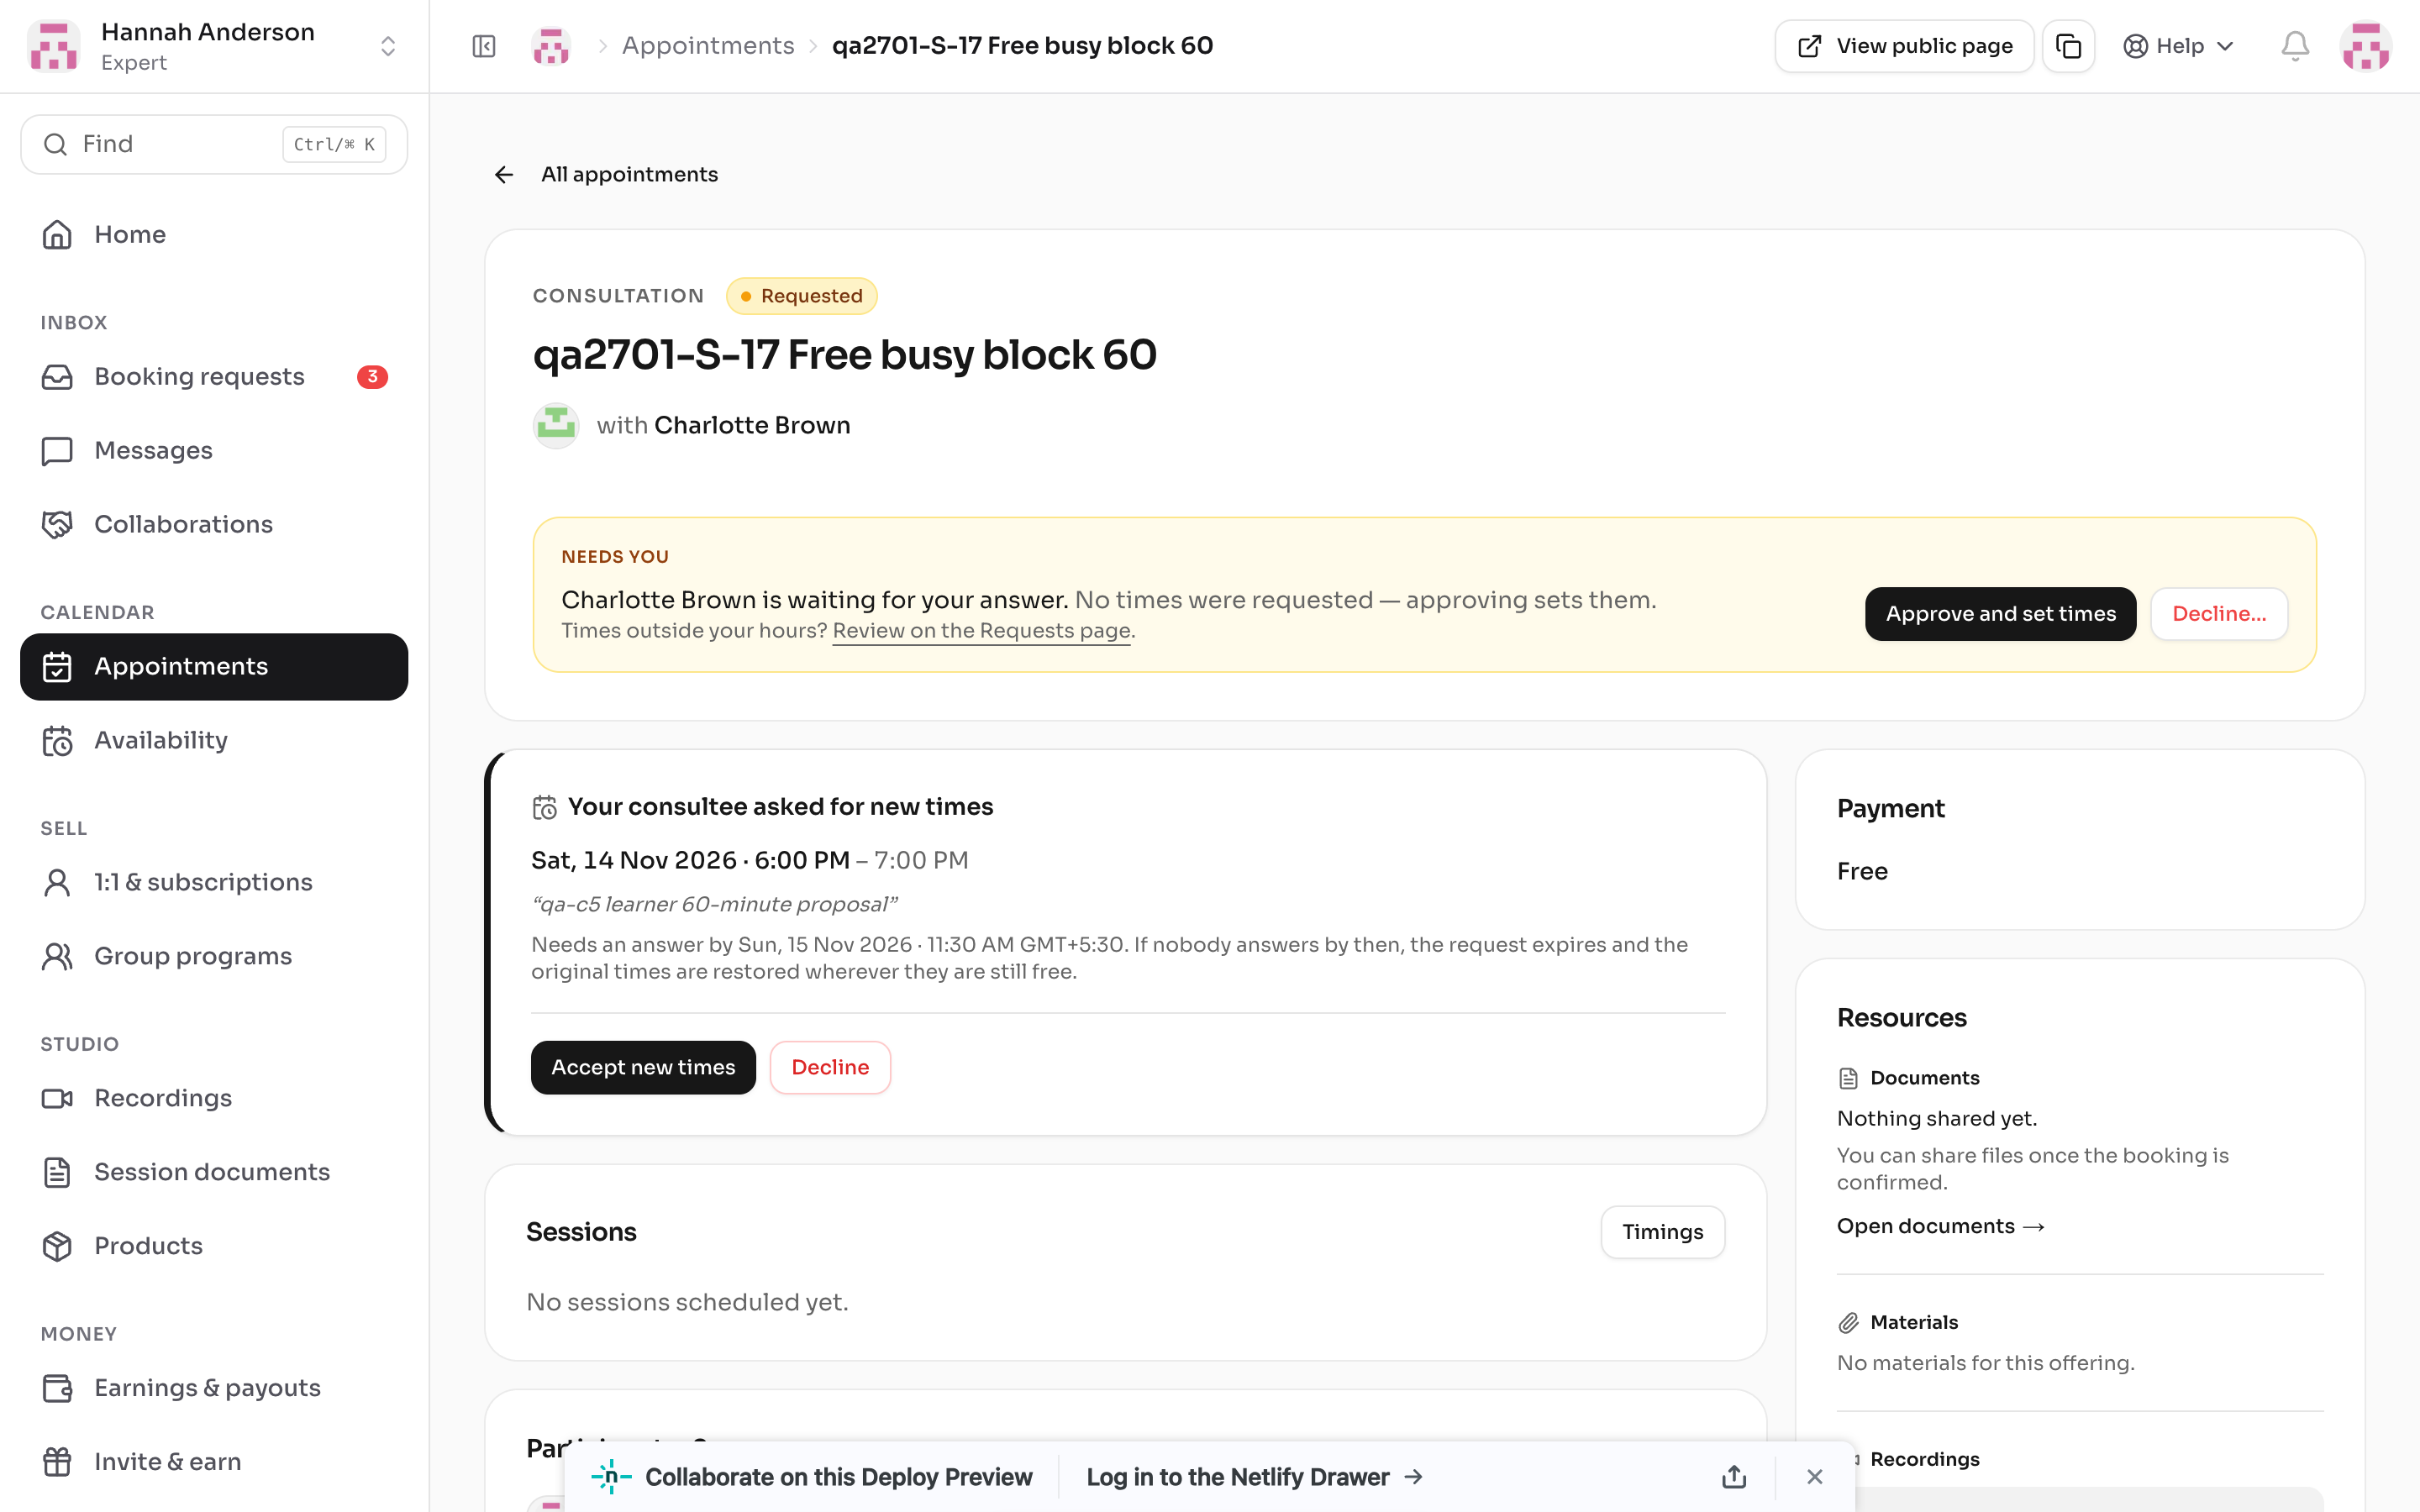 Hannah Anderson
Expert
Appointments
qa2701-S-17 Free busy block 60
View public page
Help
Find
Ctrl/⌘ K
Home
INBOX
Booking requests
3
Messages
Collaborations
CALENDAR
Appointments
Availability
SELL
1:1 & subscriptions
Group programs
STUDIO
Recordings
Session documents
Products
MONEY
Earnings & payouts
Invite & earn
All appointments
CONSULTATION
Requested
qa2701-S-17 Free busy block 60
with Charlotte Brown
NEEDS YOU
Charlotte Brown is waiting for your answer. No times were requested — approving sets them.
Times outside your hours? Review on the Requests page.
Approve and set times
Decline...
Your consultee asked for new times
Sat, 14 Nov 2026 · 6:00 PM – 7:00 PM
“qa-c5 learner 60-minute proposal”
Needs an answer by Sun, 15 Nov 2026 · 11:30 AM GMT+5:30. If nobody answers by then, the request expires and the
original times are restored wherever they are still free.
Accept new times
Decline
Sessions
Timings
No sessions scheduled yet.
Payment
Free
Resources
Documents
Nothing shared yet.
You can share files once the booking is
confirmed.
Open documents →
Materials
No materials for this offering.
Recordings
Collaborate on this Deploy Preview
Log in to the Netlify Drawer →